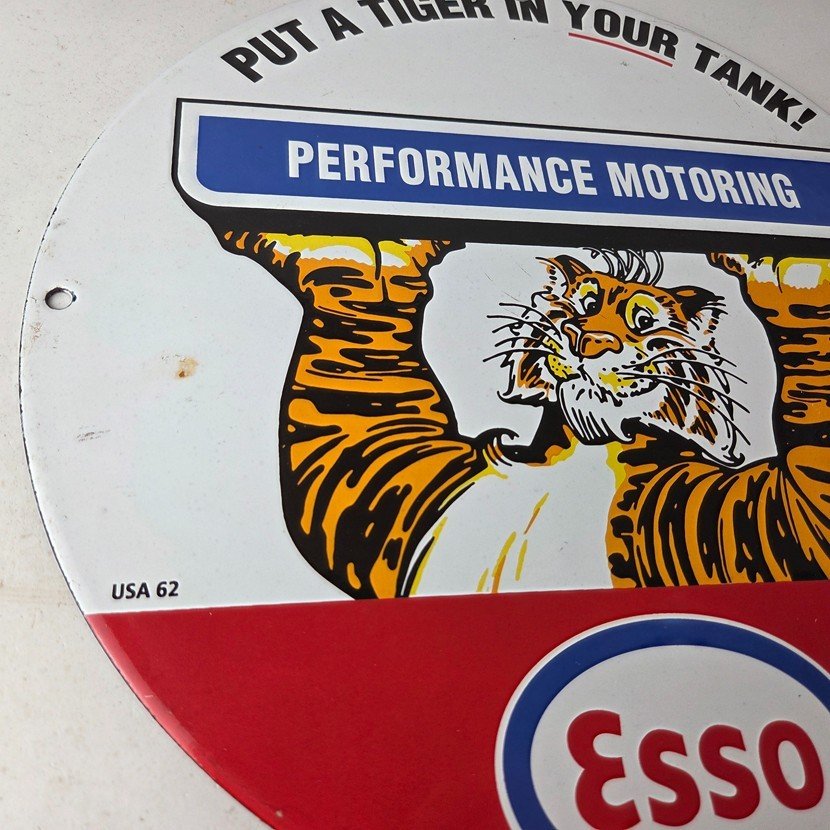 PUT A TIGER IN YOUR TANK!
PERFORMANCE MOTORING
USA 62
Esso